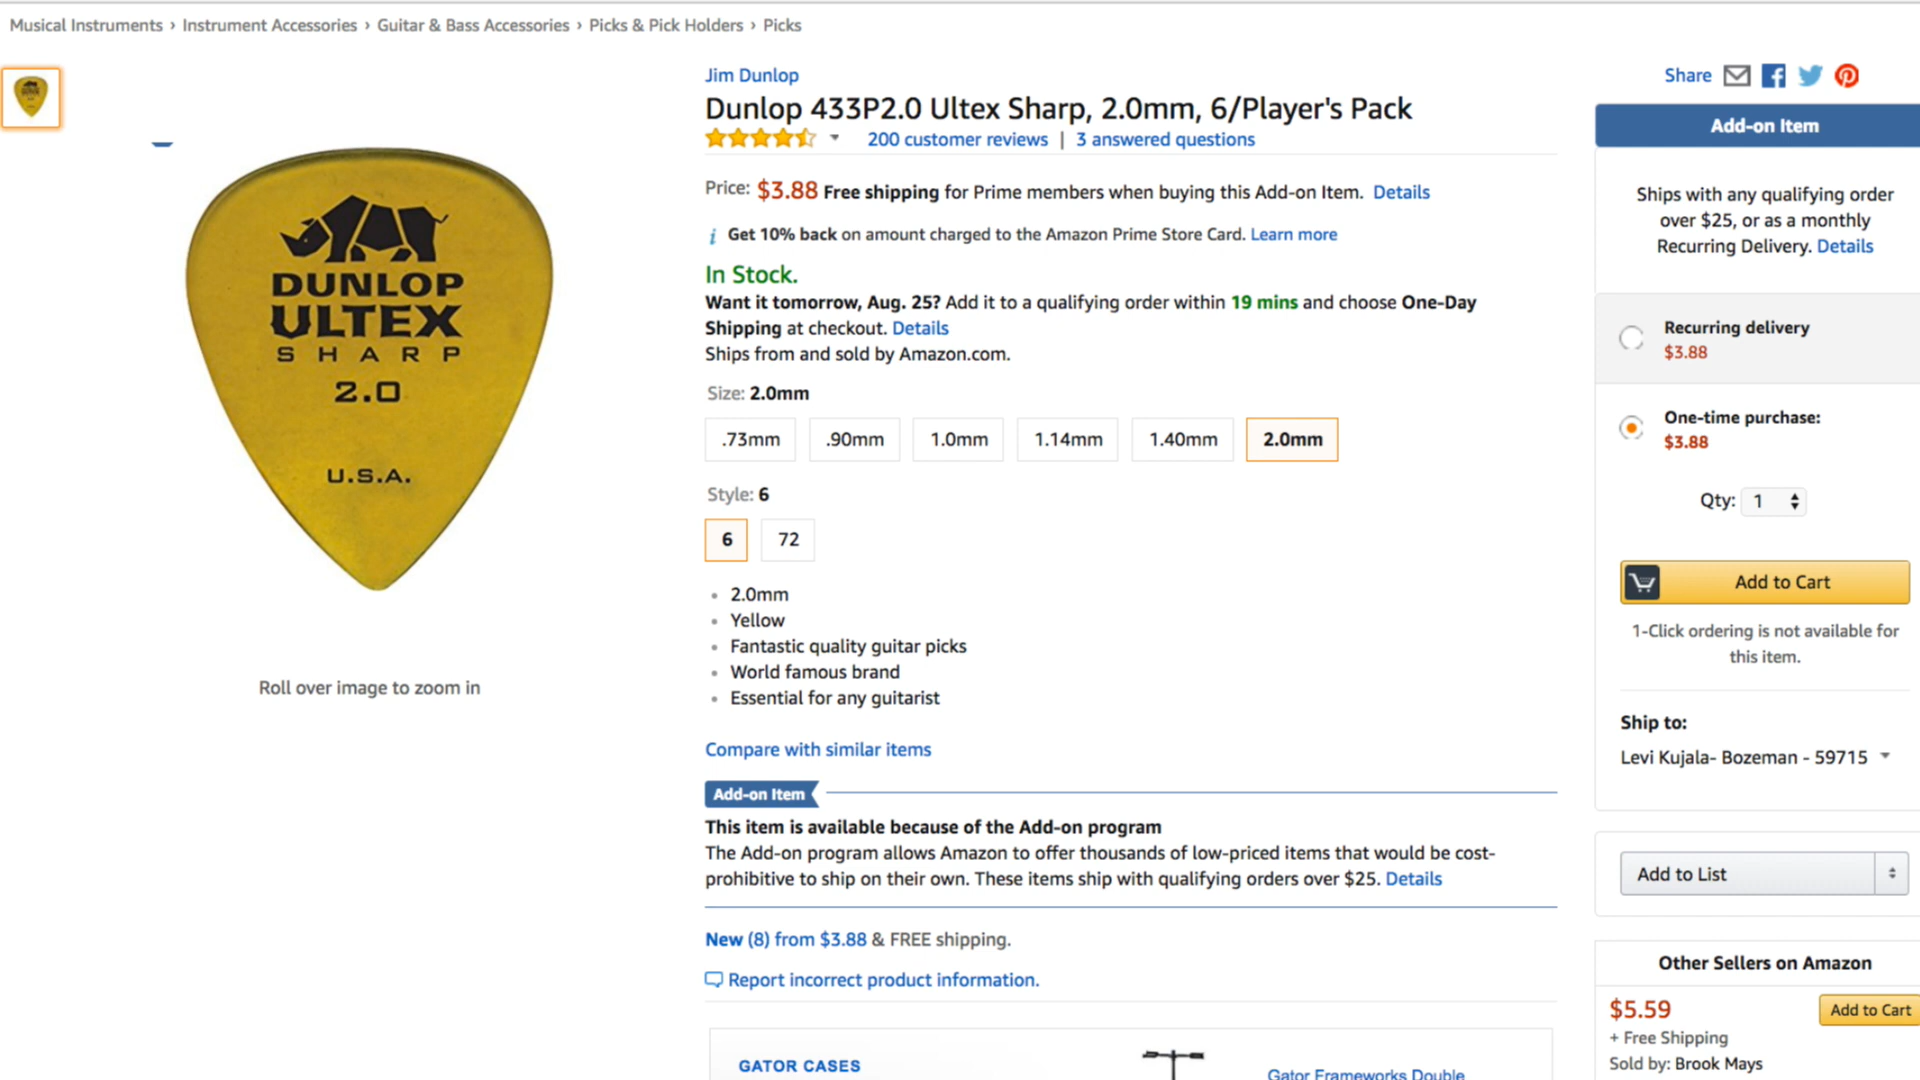 Musical Instruments › Instrument Accessories › Guitar & Bass Accessories › Picks & Pick Holders › Picks
DUNLOP
ULTEX
SHARP
2.0
U.S.A.
Roll over image to zoom in
Jim Dunlop
Dunlop 433P2.0 Ultex Sharp, 2.0mm, 6/Player's Pack
200 customer reviews | 3 answered questions
Price: $3.88 Free shipping for Prime members when buying this Add-on Item. Details
Get 10% back on amount charged to the Amazon Prime Store Card. Learn more
In Stock.
Want it tomorrow, Aug. 25? Add it to a qualifying order within 19 mins and choose One-Day
Shipping at checkout. Details
Ships from and sold by Amazon.com.
Size: 2.0mm
.73mm .90mm 1.0mm 1.14mm 1.40mm 2.0mm
Style: 6
6 72
2.0mm
Yellow
Fantastic quality guitar picks
World famous brand
Essential for any guitarist
Compare with similar items
Add-on Item
This item is available because of the Add-on program
The Add-on program allows Amazon to offer thousands of low-priced items that would be cost-
prohibitive to ship on their own. These items ship with qualifying orders over $25. Details
New (8) from $3.88 & FREE shipping.
Report incorrect product information.
GATOR CASES
Gator Frameworks Double
Share
Add-on Item
Ships with any qualifying order
over $25, or as a monthly
Recurring Delivery. Details
Recurring delivery
$3.88
One-time purchase:
$3.88
Qty: 1
Add to Cart
1-Click ordering is not available for
this item.
Ship to:
Levi Kujala- Bozeman - 59715
Add to List
Other Sellers on Amazon
$5.59
Add to Cart
+ Free Shipping
Sold by: Brook Mays